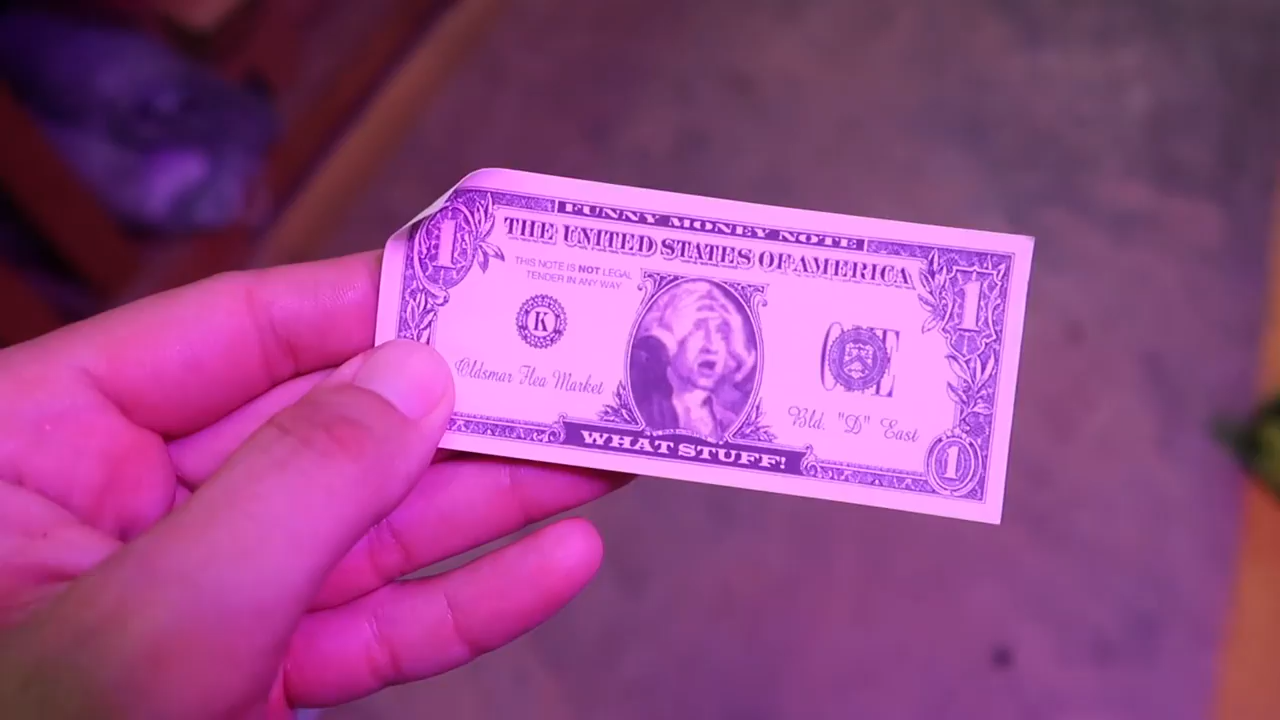 FUNNY MONEY NOTE
THE UNITED STATES OF AMERICA
THIS NOTE IS NOT LEGAL
TENDER IN ANY WAY
1
1
K
ONE
Oldsmar Flea Market
Bld. "D" East
WHAT STUFF!
1